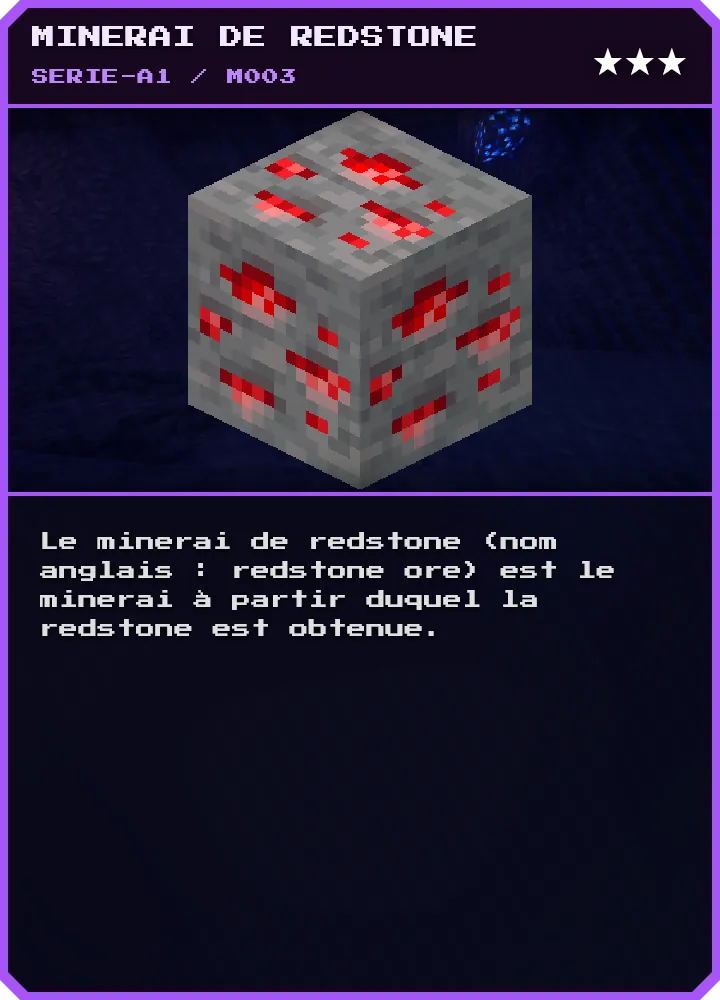 MINERAI DE REDSTONE
SERIE-A1 / M003
★★★
Le minerai de redstone (nom
anglais : redstone ore) est le
minerai à partir duquel la
redstone est obtenue.